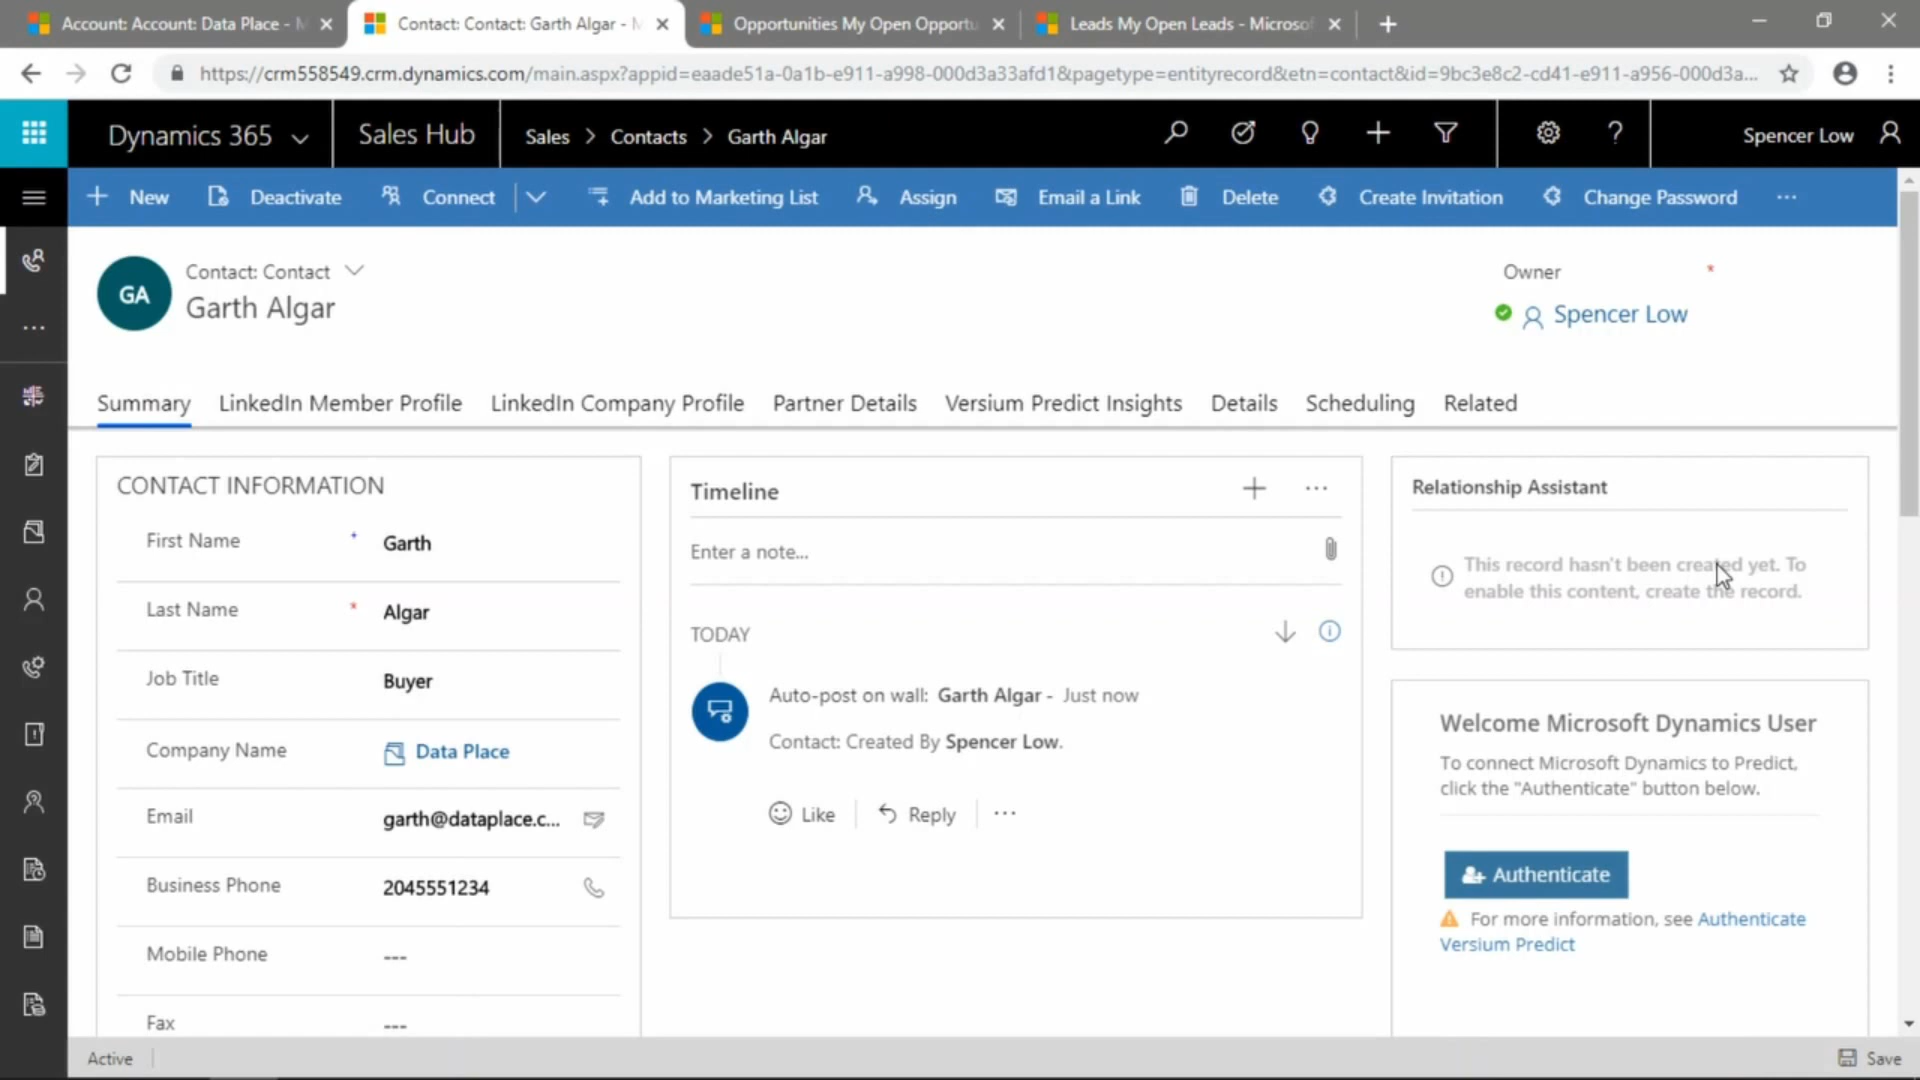 Account: Account: Data Place -
Contact: Contact: Garth Algar -
Opportunities My Open Opportu
Leads My Open Leads - Microsof
https://crm558549.crm.dynamics.com/main.aspx?appid=eaade51a-0a1b-e911-a998-000d3a33afd1&pagetype=entityrecord&etn=contact&id=9bc3e8c2-cd41-e911-a956-000d3a...
Dynamics 365
Sales Hub
Sales > Contacts > Garth Algar
Spencer Low
New
Deactivate
Connect
Add to Marketing List
Assign
Email a Link
Delete
Create Invitation
Change Password
GA
Contact: Contact
Garth Algar
Owner *
Spencer Low
Summary
LinkedIn Member Profile
LinkedIn Company Profile
Partner Details
Versium Predict Insights
Details
Scheduling
Related
CONTACT INFORMATION
First Name + Garth
Last Name * Algar
Job Title Buyer
Company Name Data Place
Email garth@dataplace.c...
Business Phone 2045551234
Mobile Phone ---
Fax ---
Timeline
Enter a note...
TODAY
Auto-post on wall: Garth Algar - Just now
Contact: Created By Spencer Low.
Like
Reply
Relationship Assistant
This record hasn't been created yet. To
enable this content, create the record.
Welcome Microsoft Dynamics User
To connect Microsoft Dynamics to Predict,
click the "Authenticate" button below.
Authenticate
For more information, see Authenticate
Versium Predict
Active
Save